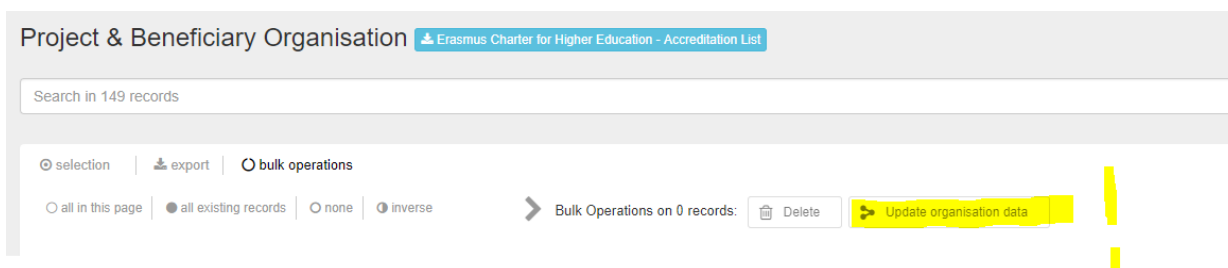 Project & Beneficiary Organisation Erasmus Charter for Higher Education - Accreditation List
Search in 149 records
selection export bulk operations
all in this page all existing records none inverse Bulk Operations on 0 records: Delete Update organisation data